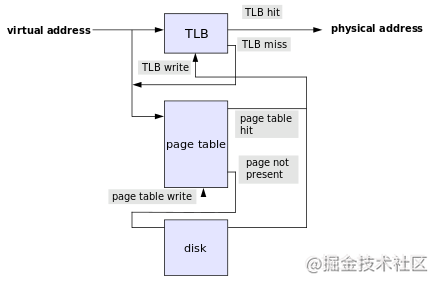 TLB hit
virtual address
TLB
physical address
TLB miss
TLB write
page table
hit
page table
page not
present
page table write
disk
@掘金技术社区